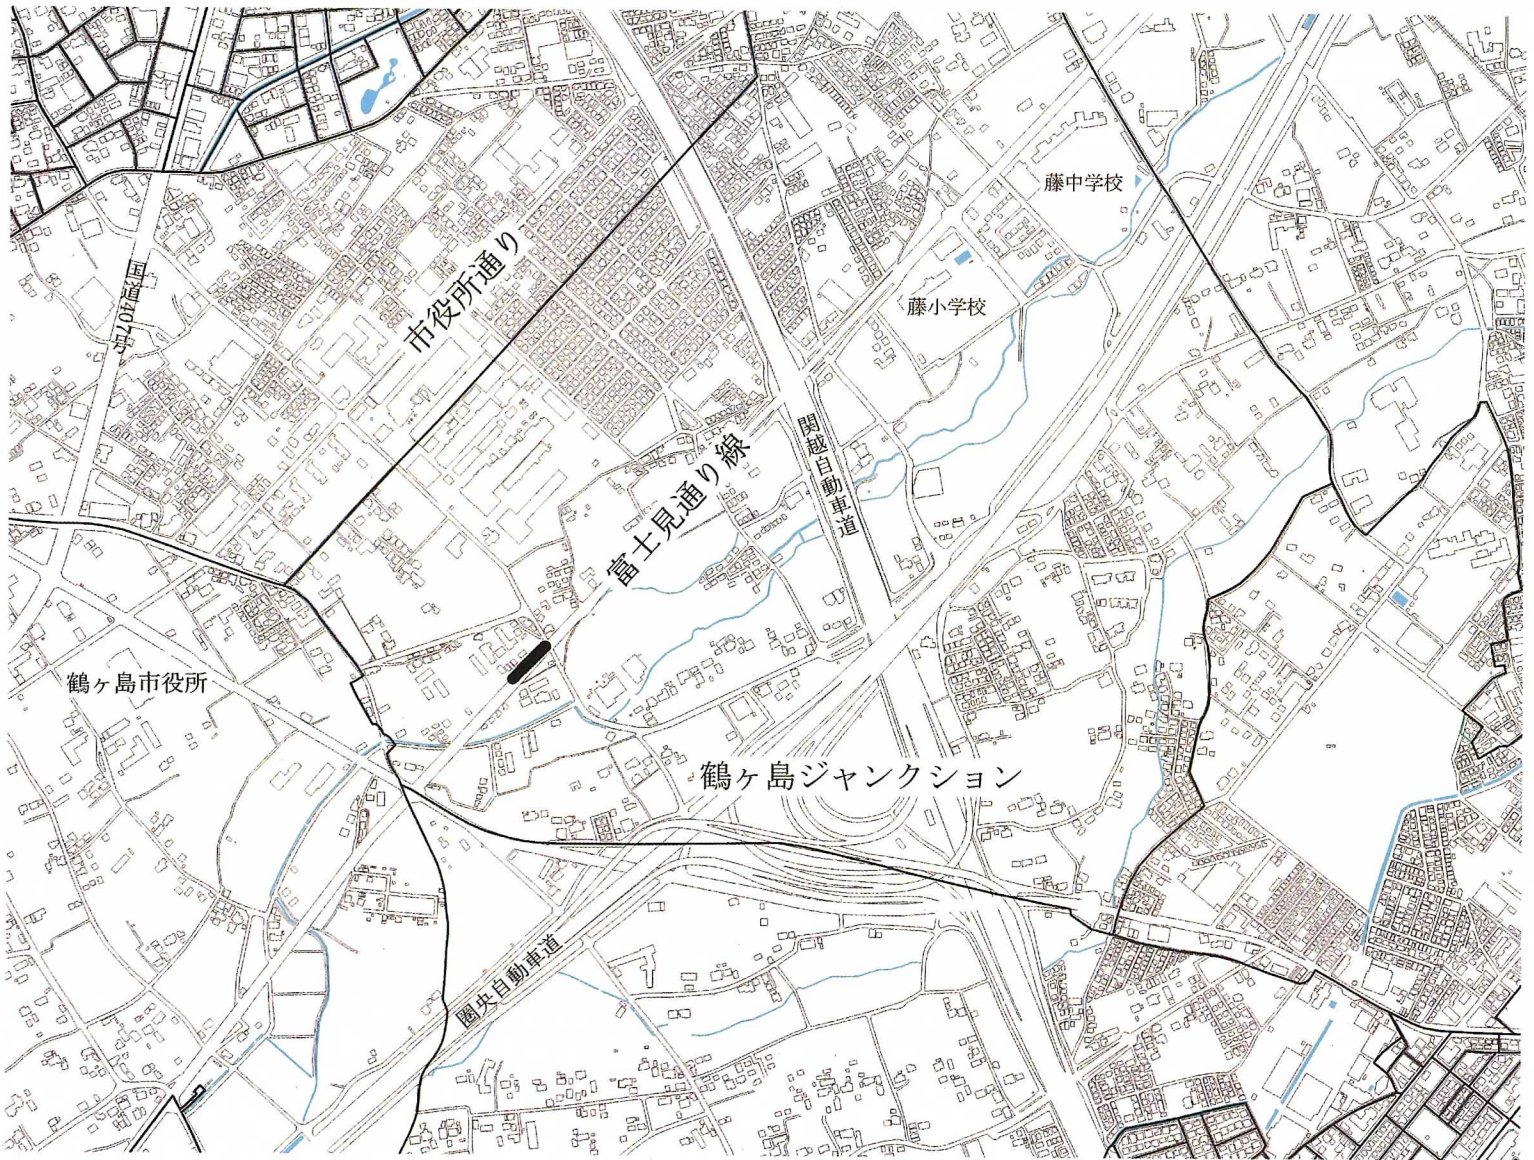 藤中学校
市役所通り
国道407号
藤小学校
関越自動車道
富士見通り線
鶴ヶ島市役所
鶴ヶ島ジャンクション
圏央自動車道